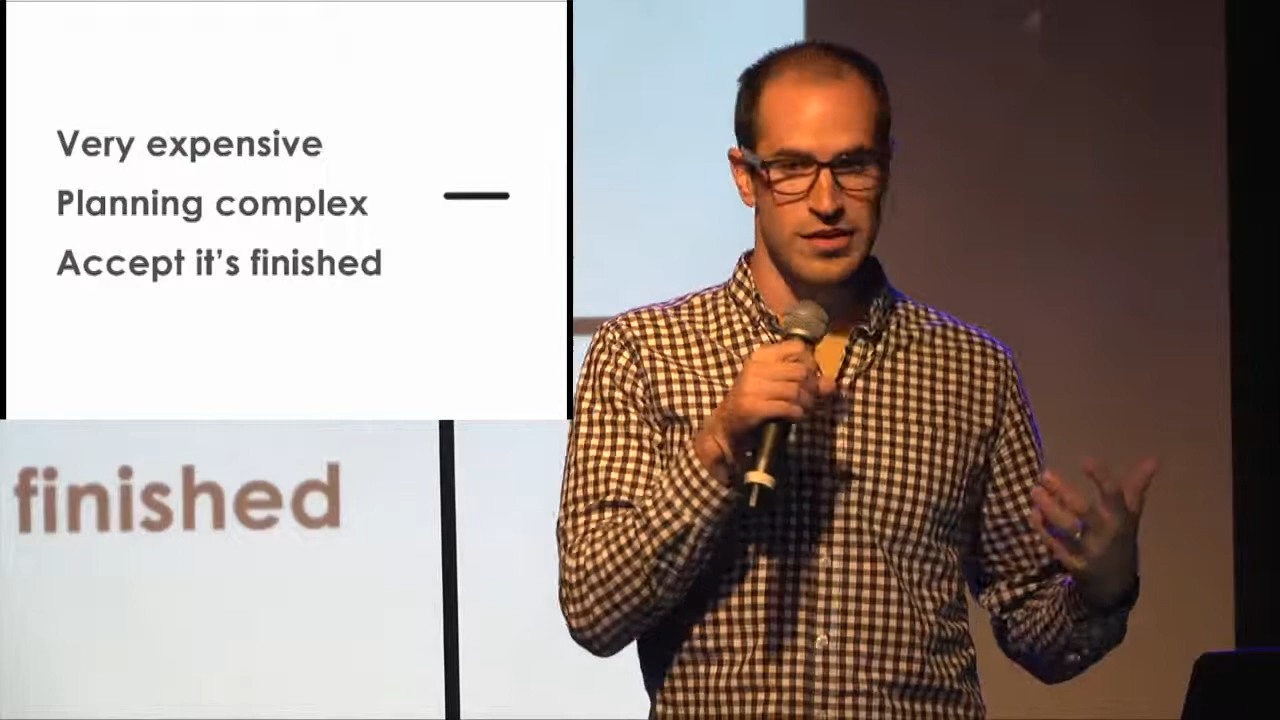 Very expensive
Planning complex
Accept it's finished
finished